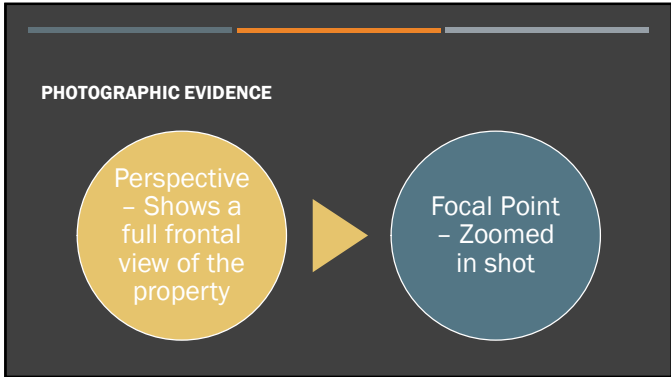 PHOTOGRAPHIC EVIDENCE
Perspective
– Shows a
full frontal
view of the
property
Focal Point
– Zoomed
in shot